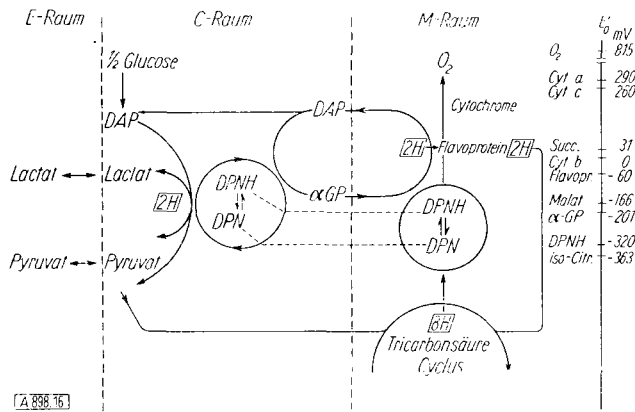 E-Raum C-Raum M-Raum E'₀ mV
O₂ 815
½ Glucose O₂
Cyt a 290
Cyt c 260
Cytochrome
DAP DAP
2H Flavoprotein 2H Succ. 31
Cyt b 0
Lactat Lactat Flavopr. -60
DPNH
2H αGP DPNH Malat -166
DPN α-GP -201
DPN DPNH -320
Pyruvat Pyruvat iso-Citr. -363
8H
Tricarbonsäure
Cyclus
A 898.16